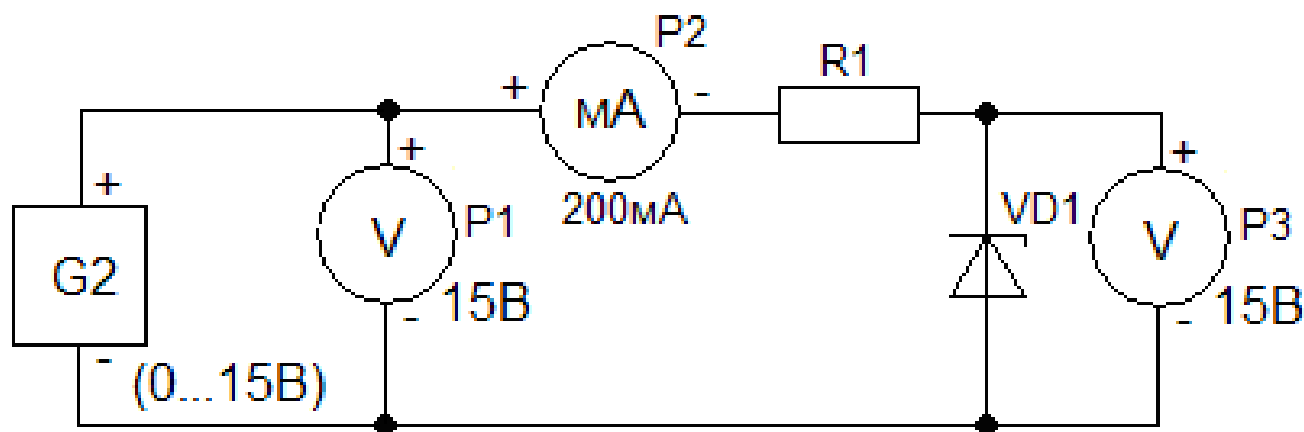 P2
R1
+
мА
-
+
+
+
200мА
VD1
G2
V
P1
V
P3
-
15В
-
15В
-
(0...15В)